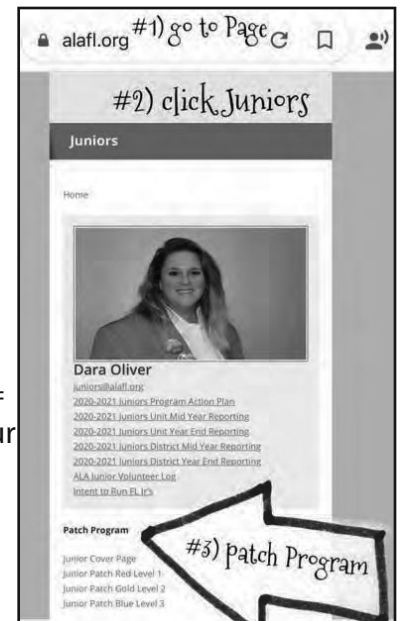 alafl.org #1) go to Page
#2) click Juniors
Juniors
Home
Dara Oliver
juniors@alafl.org
2020-2021 Juniors Program Action Plan
2020-2021 Juniors Unit Mid Year Reporting
2020-2021 Juniors Unit Year End Reporting
2020-2021 Juniors District Mid Year Reporting
2020-2021 Juniors District Year End Reporting
ALA Junior Volunteer Log
Intent to Run FL Jr's
Patch Program
#3) patch Program
Junior Cover Page
Junior Patch Red Level 1
Junior Patch Gold Level 2
Junior Patch Blue Level 3